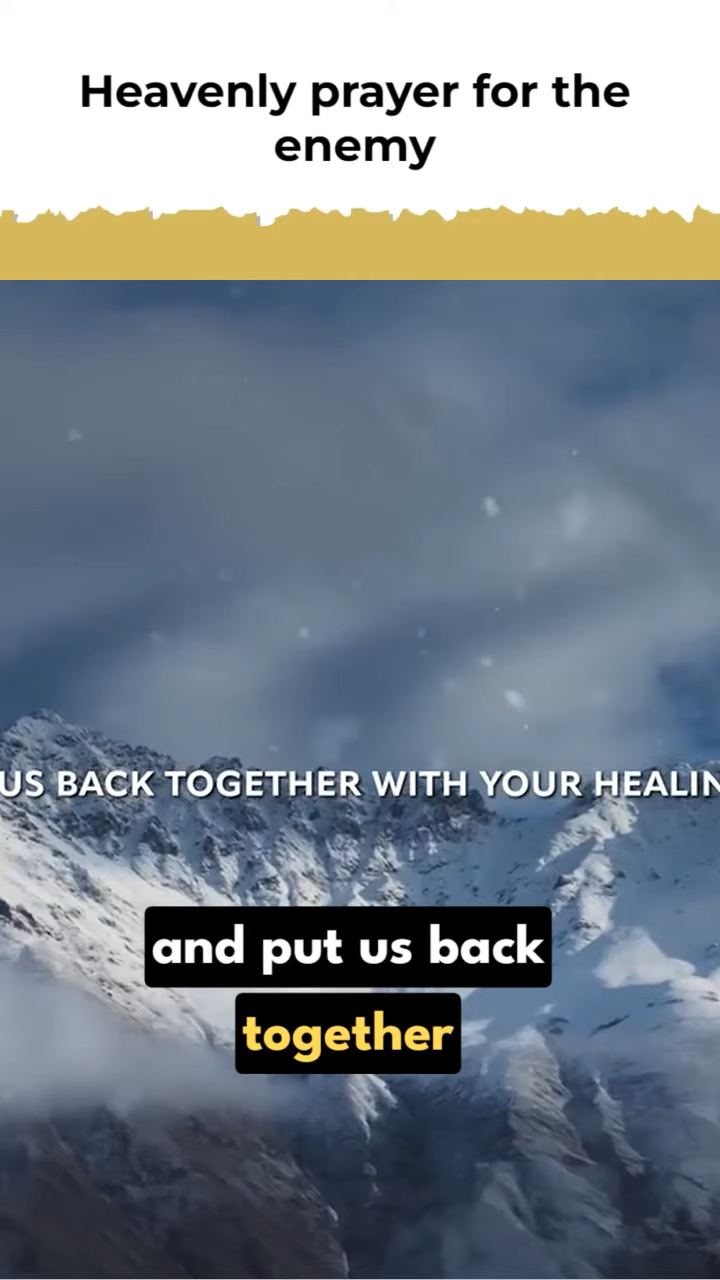 Heavenly prayer for the
enemy
US BACK TOGETHER WITH YOUR HEALIN
and put us back
together